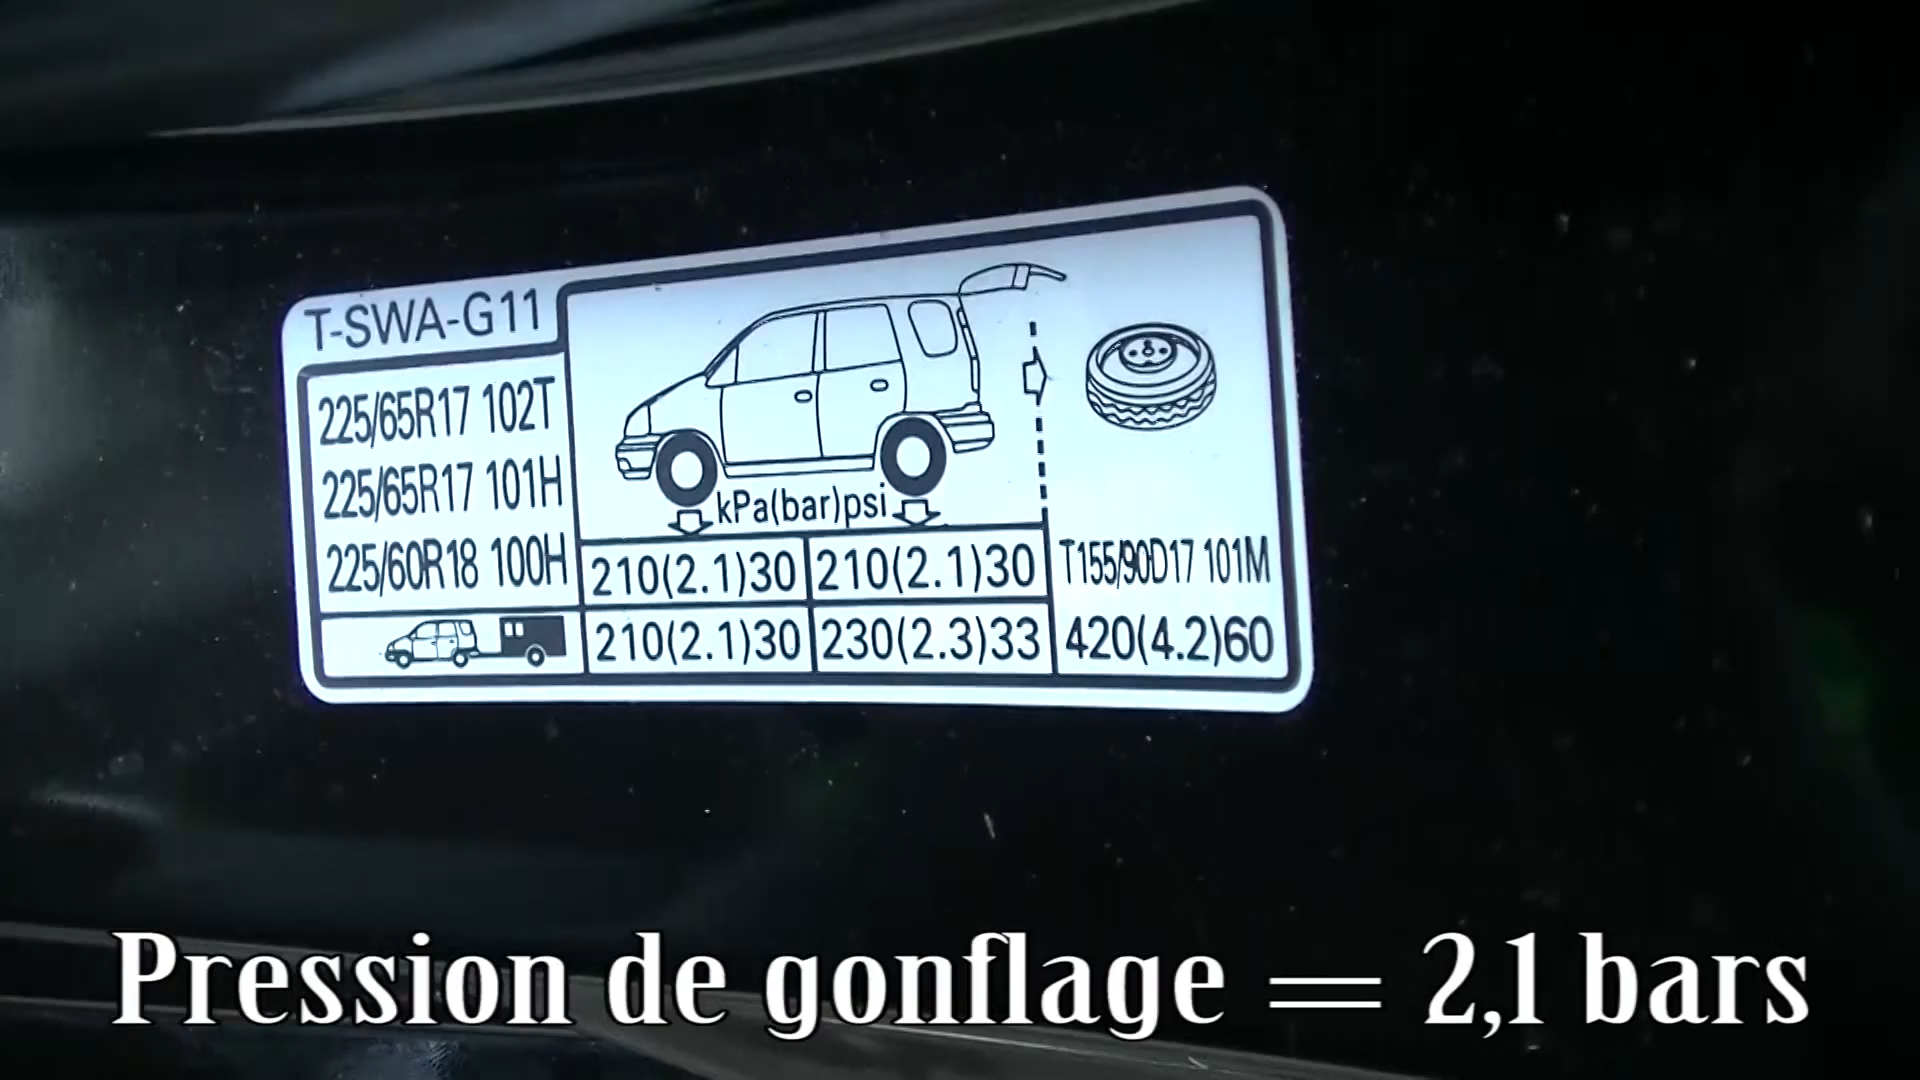 T-SWA-G11
225/65R17 102T
225/65R17 101H
225/60R18 100H
kPa(bar)psi
210(2.1)30 210(2.1)30
T155/90D17 101M
210(2.1)30 230(2.3)33 420(4.2)60
Pression de gonflage = 2,1 bars